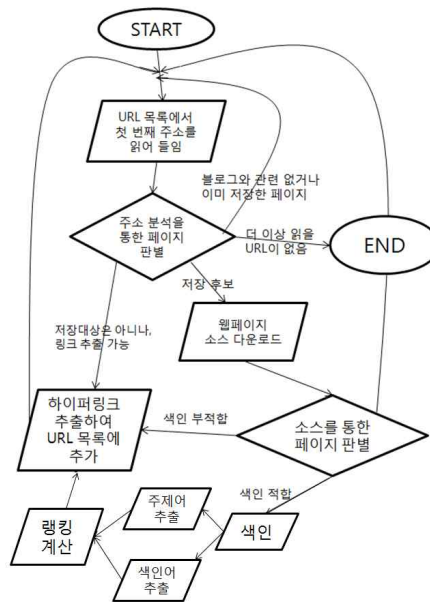 START
URL 목록에서
첫 번째 주소를
읽어 들임
블로그와 관련 없거나
이미 저장한 페이지
주소 분석을
통한 페이지
판별
더 이상 읽을
URL이 없음
END
저장 후보
저장대상은 아니나,
링크 추출 가능
웹페이지
소스 다운로드
하이퍼링크
추출하여
URL 목록에
추가
색인 부적합
소스를 통한
페이지 판별
색인 적합
주제어
추출
랭킹
계산
색인
색인어
추출